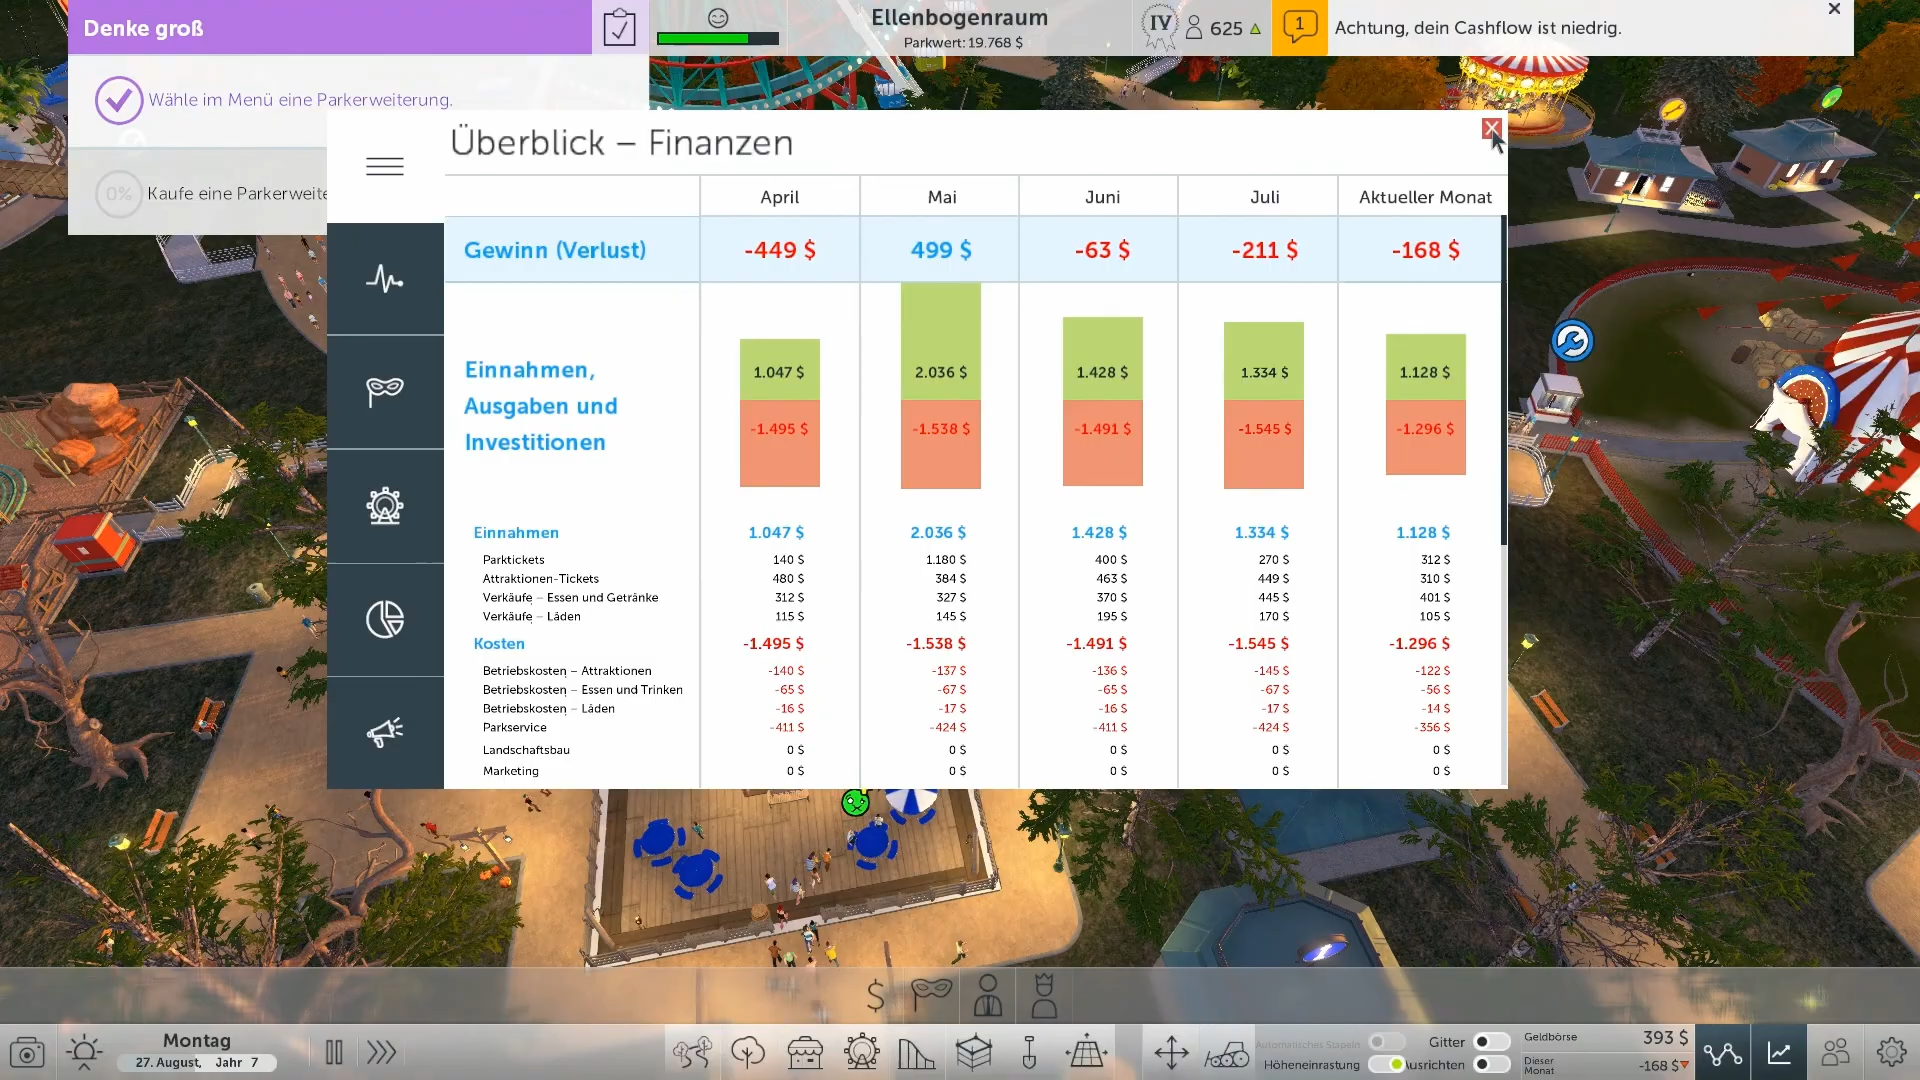 Denke groß
Ellenbogenraum
Parkwert: 19.768 $
IV
625
1
Achtung, dein Cashflow ist niedrig.
Wähle im Menü eine Parkerweiterung.
0%
Kaufe eine Parkerweite
Überblick – Finanzen
April Mai Juni Juli Aktueller Monat
Gewinn (Verlust) -449 $ 499 $ -63 $ -211 $ -168 $
Einnahmen,
Ausgaben und
Investitionen
1.047 $ 2.036 $ 1.428 $ 1.334 $ 1.128 $
-1.495 $ -1.538 $ -1.491 $ -1.545 $ -1.296 $
Einnahmen 1.047 $ 2.036 $ 1.428 $ 1.334 $ 1.128 $
Parktickets 140 $ 1.180 $ 400 $ 270 $ 312 $
Attraktionen-Tickets 480 $ 384 $ 463 $ 449 $ 310 $
Verkäufe – Essen und Getränke 312 $ 327 $ 370 $ 445 $ 401 $
Verkäufe – Läden 115 $ 145 $ 195 $ 170 $ 105 $
Kosten -1.495 $ -1.538 $ -1.491 $ -1.545 $ -1.296 $
Betriebskosten – Attraktionen -140 $ -137 $ -136 $ -145 $ -122 $
Betriebskosten – Essen und Trinken -65 $ -67 $ -65 $ -67 $ -56 $
Betriebskosten – Läden -16 $ -17 $ -16 $ -17 $ -14 $
Parkservice -411 $ -424 $ -411 $ -424 $ -356 $
Landschaftsbau 0 $ 0 $ 0 $ 0 $ 0 $
Marketing 0 $ 0 $ 0 $ 0 $ 0 $
Montag
27. August, Jahr 7
Automatisches Stapeln
Gitter
Höheneinrastung
Ausrichten
Geldbörse 393 $
Dieser
Monat
-168 $